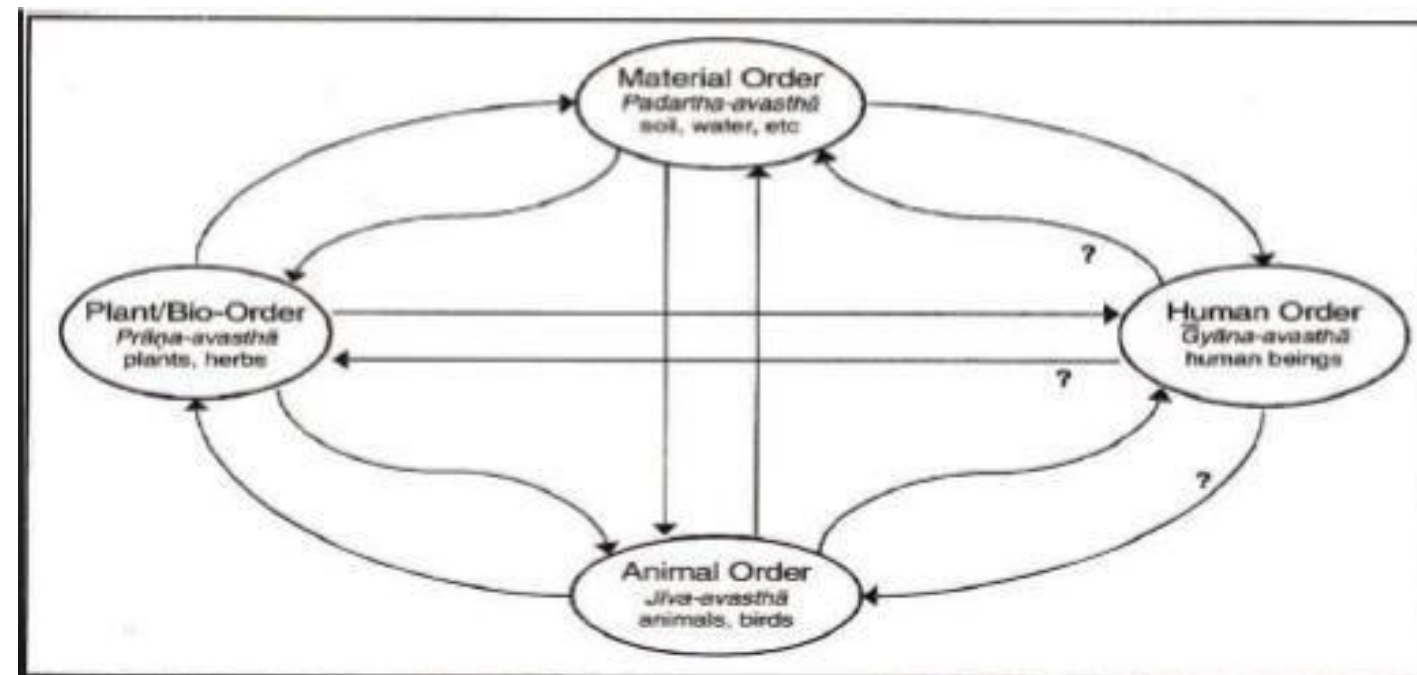 Material Order
Padārtha-avasthā
soil, water, etc
?
Plant/Bio-Order
Prāṇa-avasthā
plants, herbs
Human Order
Gyāna-avasthā
human beings
?
?
Animal Order
Jīva-avasthā
animals, birds